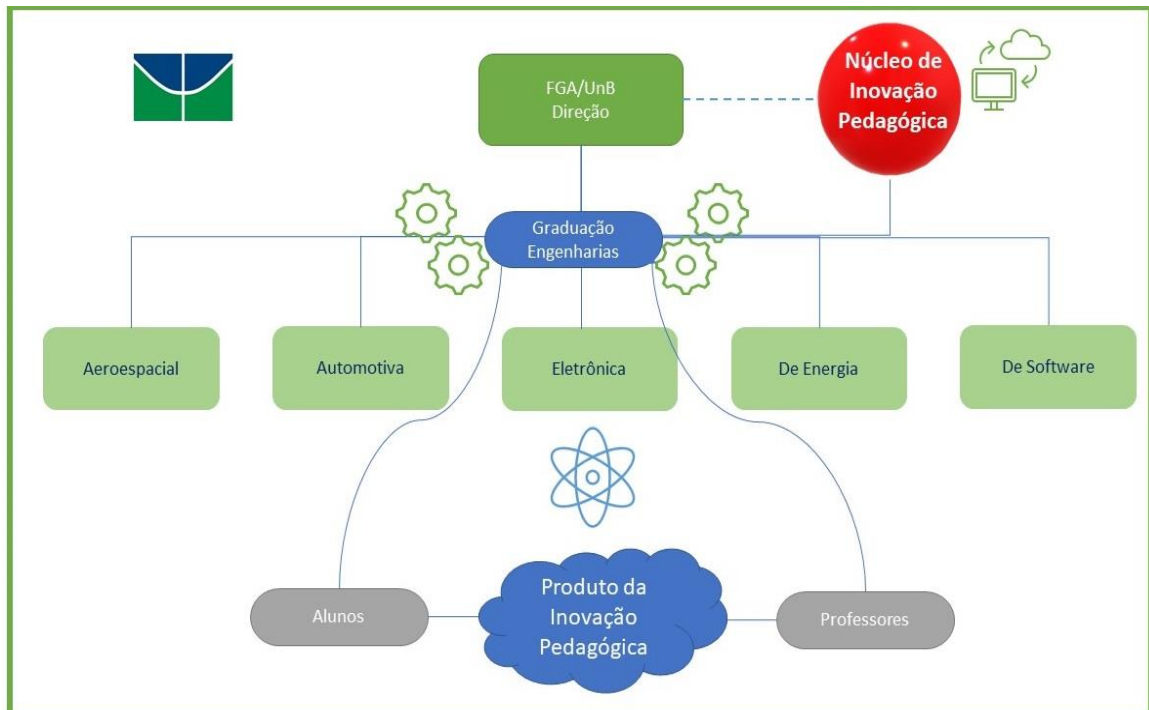 FGA/UnB
Direção
Núcleo de
Inovação
Pedagógica
Graduação
Engenharias
Aeroespacial
Automotiva
Eletrônica
De Energia
De Software
Alunos
Produto da
Inovação
Pedagógica
Professores